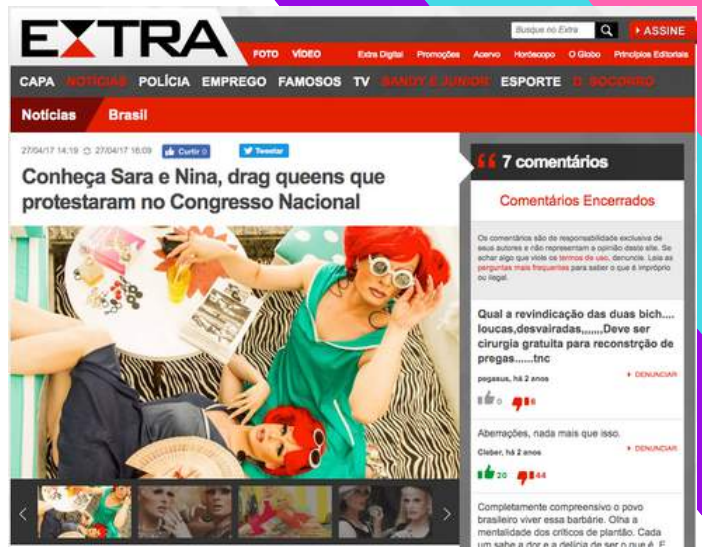 EXTRA
Busque no Extra
ASSINE
FOTO VÍDEO Extra Digital Promoções Acervo Horóscopo O Globo Princípios Editoriais
CAPA NOTÍCIAS POLÍCIA EMPREGO FAMOSOS TV SANDY E JUNIOR ESPORTE D. SOCORRO
Notícias Brasil
27/04/17 14:19 27/04/17 16:09 Curtir 0 Tweetar
Conheça Sara e Nina, drag queens que
protestaram no Congresso Nacional
7 comentários
Comentários Encerrados
Os comentários são de responsabilidade exclusiva de
seus autores e não representam a opinião deste site. Se
achar algo que viole os termos de uso, denuncie. Leia as
perguntas mais frequentes para saber o que é impróprio
ou ilegal.
Qual a revindicação das duas bich....
loucas,desvairadas,,,,,,,Deve ser
cirurgia gratuita para reconstrção de
pregas......tnc
pegasus, há 2 anos
DENUNCIAR
0 6
Aberrações, nada mais que isso.
Cleber, há 2 anos
DENUNCIAR
20 44
Completamente compreensivo o povo
brasileiro viver essa barbárie. Olha a
mentalidade dos críticos de plantão. Cada
um sabe a dor e a delícia de ser o que é. E